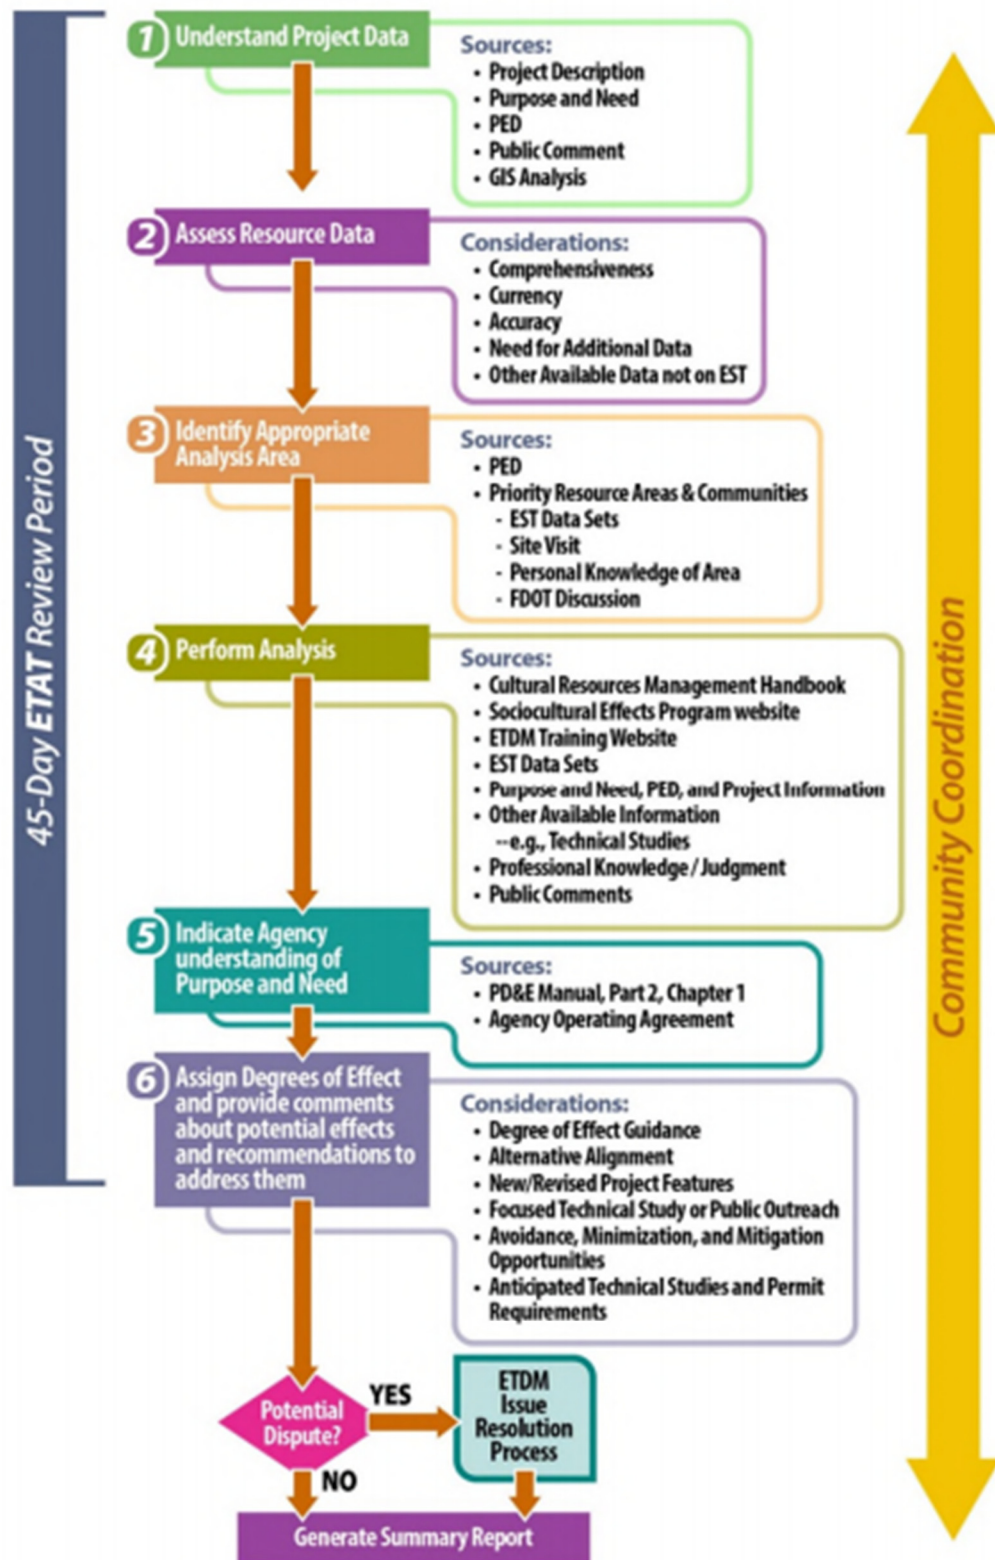 45-Day ETAT Review Period
1 Understand Project Data
Sources:
• Project Description
• Purpose and Need
• PED
• Public Comment
• GIS Analysis
2 Assess Resource Data
Considerations:
• Comprehensiveness
• Currency
• Accuracy
• Need for Additional Data
• Other Available Data not on EST
3 Identify Appropriate
Analysis Area
Sources:
• PED
• Priority Resource Areas & Communities
- EST Data Sets
- Site Visit
- Personal Knowledge of Area
- FDOT Discussion
4 Perform Analysis
Sources:
• Cultural Resources Management Handbook
• Sociocultural Effects Program website
• ETDM Training Website
• EST Data Sets
• Purpose and Need, PED, and Project Information
• Other Available Information
--e.g., Technical Studies
• Professional Knowledge / Judgment
• Public Comments
5 Indicate Agency
understanding of
Purpose and Need
Sources:
• PD&E Manual, Part 2, Chapter 1
• Agency Operating Agreement
6 Assign Degrees of Effect
and provide comments
about potential effects
and recommendations to
address them
Considerations:
• Degree of Effect Guidance
• Alternative Alignment
• New/Revised Project Features
• Focused Technical Study or Public Outreach
• Avoidance, Minimization, and Mitigation
Opportunities
• Anticipated Technical Studies and Permit
Requirements
Potential
Dispute?
YES
ETDM
Issue
Resolution
Process
NO
Generate Summary Report
Community Coordination